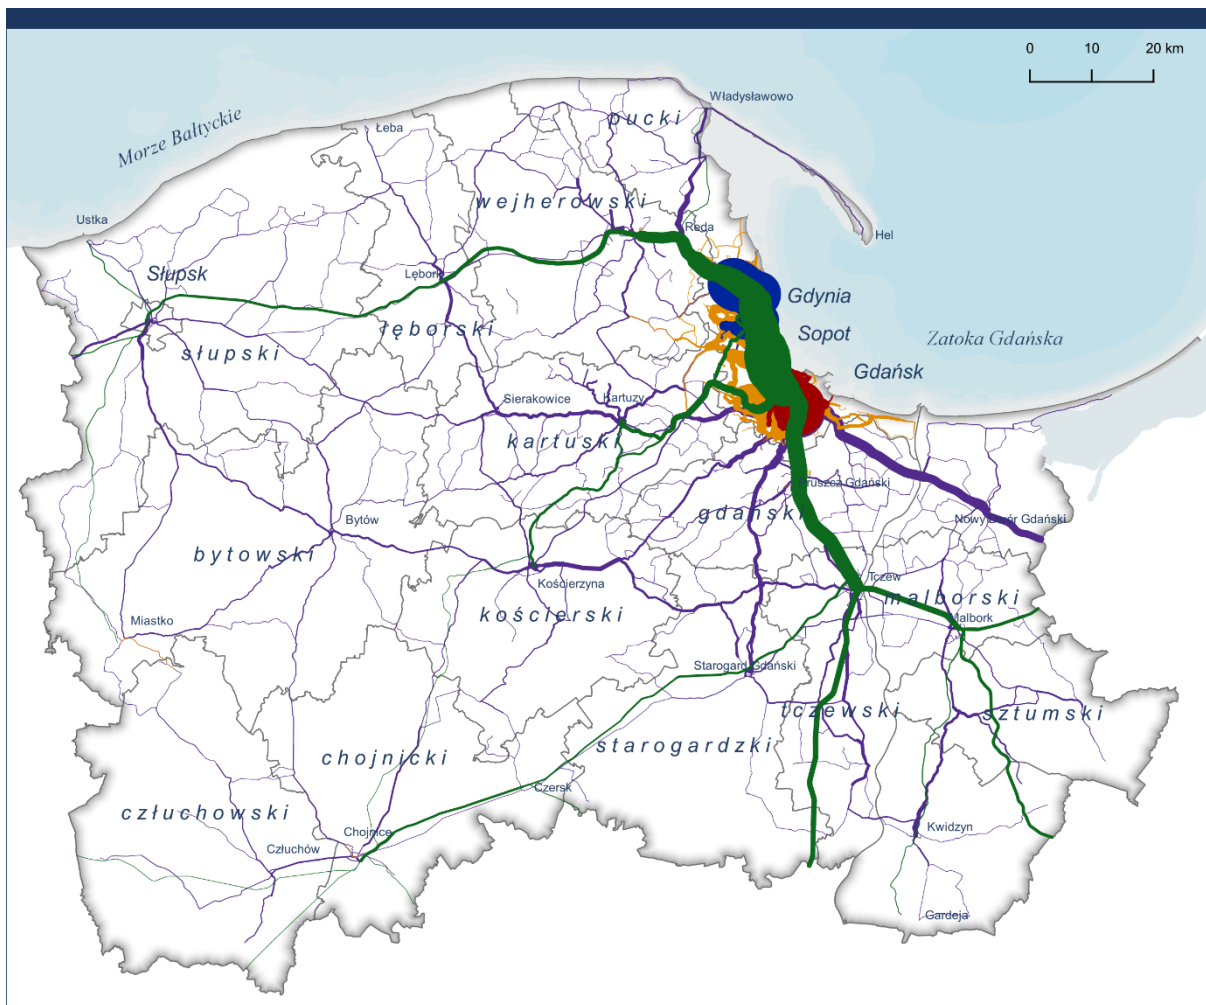 0 10 20 km
Władysławowo
pucki
Łeba
Morze Bałtyckie
wejherowski
Ustka
Reda
Hel
Słupsk
Lębork
Gdynia
Sopot
Zatoka Gdańska
łęborski
słupski
Gdańsk
Sierakowice
Kartuzy
kartuski
Pruszcz Gdański
gdański
Nowy Dwór Gdański
Bytów
bytowski
Kościerzyna
Tczew
malborski
kościerski
Miastko
Malbork
Starogard Gdański
tczewski
sztumski
starogardzki
chojnicki
Czersk
człuchowski
Chojnice
Kwidzyn
Człuchów
Gardeja